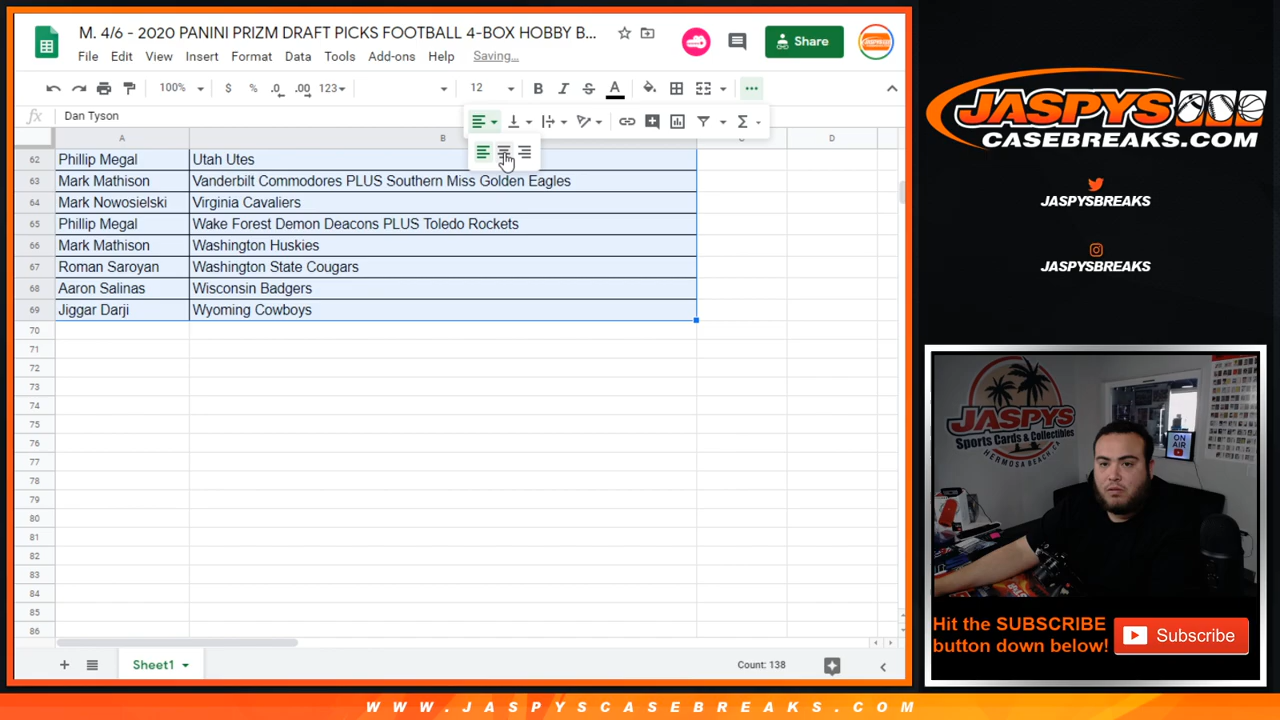 M. 4/6 - 2020 PANINI PRIZM DRAFT PICKS FOOTBALL 4-BOX HOBBY B...
File Edit View Insert Format Data Tools Add-ons Help Saving...
Share
100% $ % .0 .00 123 12 B I S A
fx Dan Tyson
A B D
62 Phillip Megal Utah Utes
63 Mark Mathison Vanderbilt Commodores PLUS Southern Miss Golden Eagles
64 Mark Nowosielski Virginia Cavaliers
65 Phillip Megal Wake Forest Demon Deacons PLUS Toledo Rockets
66 Mark Mathison Washington Huskies
67 Roman Saroyan Washington State Cougars
68 Aaron Salinas Wisconsin Badgers
69 Jiggar Darji Wyoming Cowboys
70
71
72
73
74
75
76
77
78
79
80
81
82
83
84
85
86
Sheet1
Count: 138
JASPYS
CASEBREAKS.COM
JASPYSBREAKS
JASPYSBREAKS
JASPYS
Sports Cards & Collectibles
HERMOSA BEACH CA
ON
AIR
Hit the SUBSCRIBE
button down below!
Subscribe
WWW.JASPYSCASEBREAKS.COM